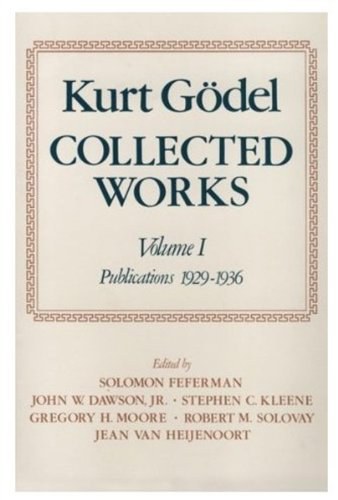 Kurt Gödel
COLLECTED
WORKS
Volume I
Publications 1929-1936
Edited by
SOLOMON FEFERMAN
JOHN W. DAWSON, JR. · STEPHEN C. KLEENE
GREGORY H. MOORE · ROBERT M. SOLOVAY
JEAN VAN HEIJENOORT